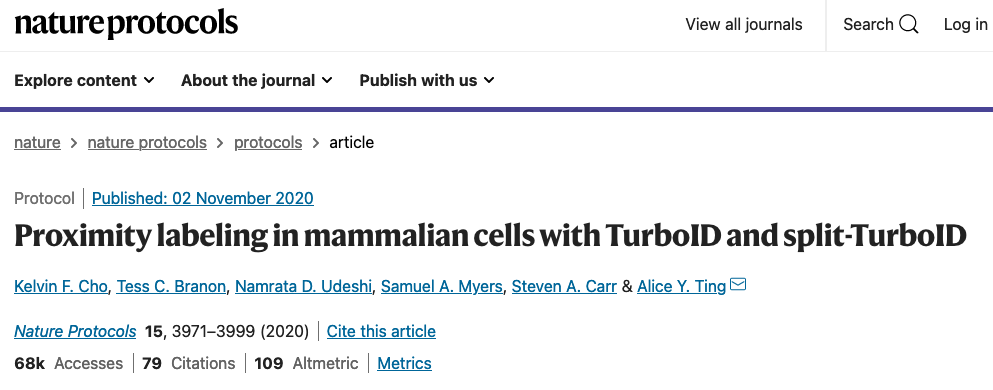 nature protocols
View all journals Search Log in
Explore content About the journal Publish with us
nature > nature protocols > protocols > article
Protocol | Published: 02 November 2020
Proximity labeling in mammalian cells with TurboID and split-TurboID
Kelvin F. Cho, Tess C. Branon, Namrata D. Udeshi, Samuel A. Myers, Steven A. Carr & Alice Y. Ting
Nature Protocols 15, 3971–3999 (2020) | Cite this article
68k Accesses | 79 Citations | 109 Altmetric | Metrics